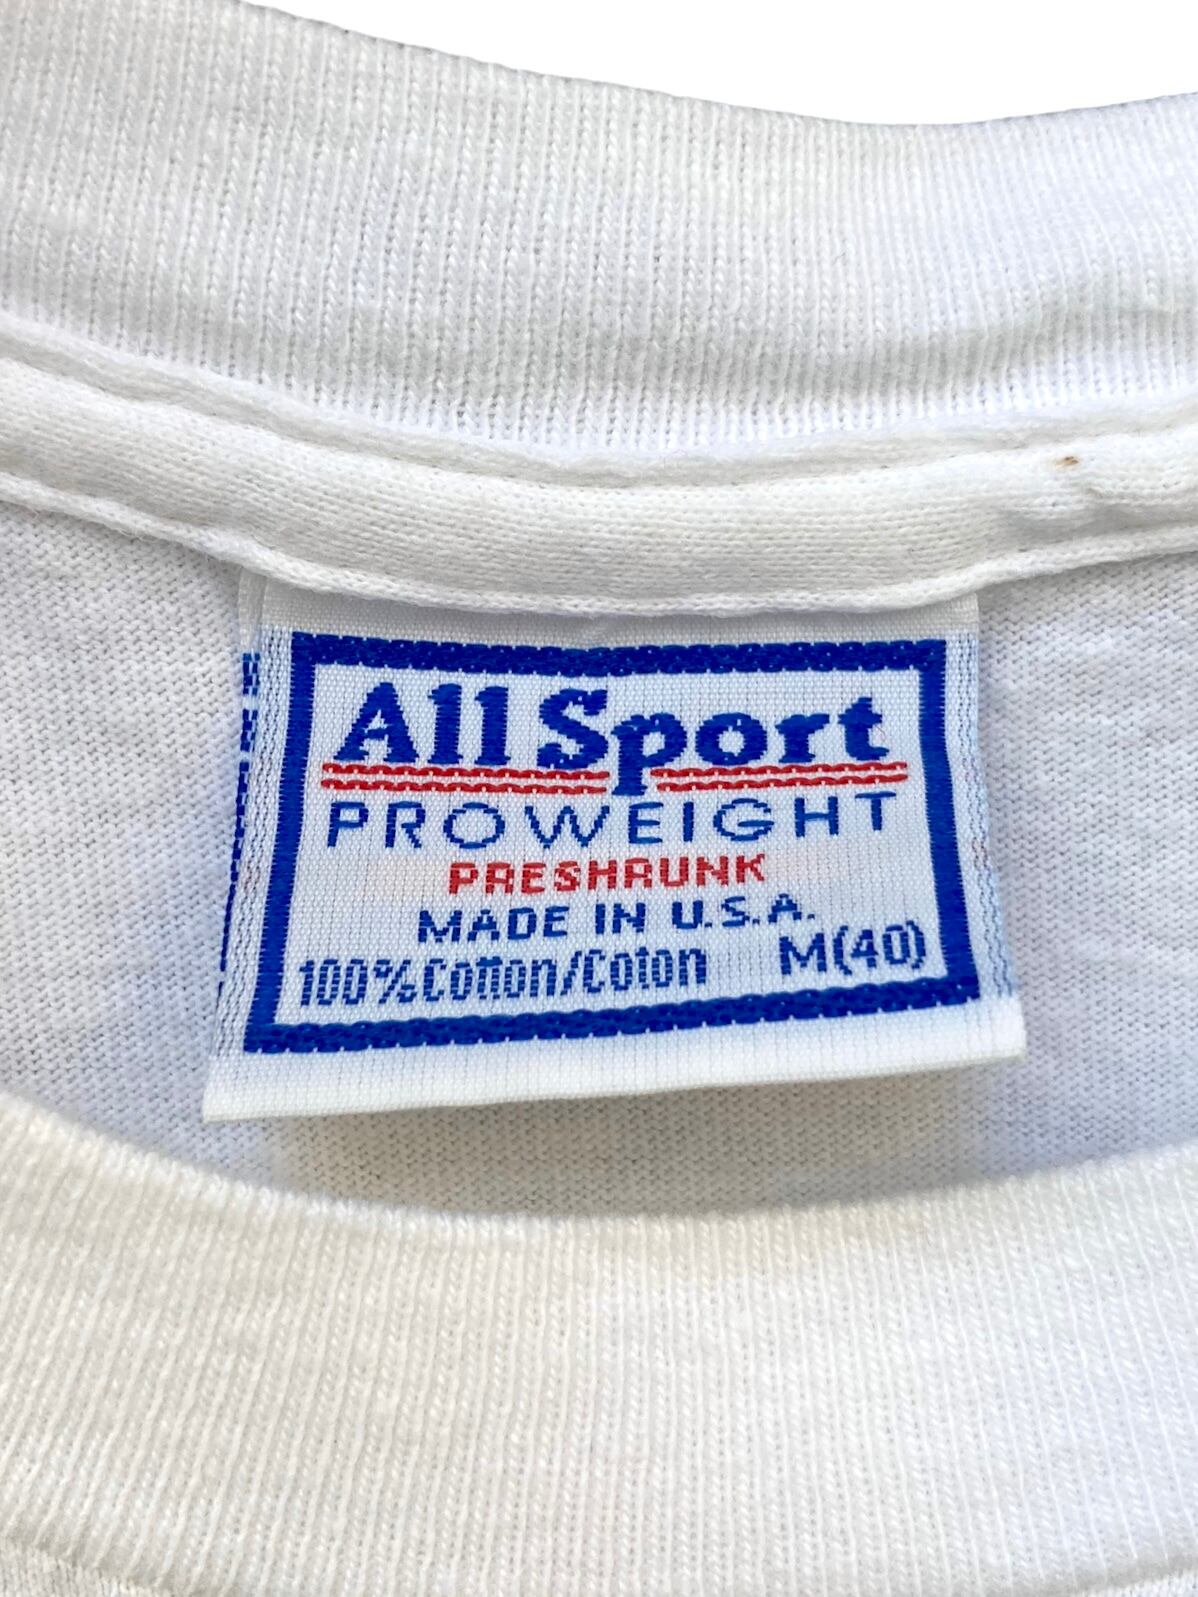 All Sport
PROWEIGHT
PRESHRUNK
MADE IN U.S.A.
100% Cotton/Coton M(40)